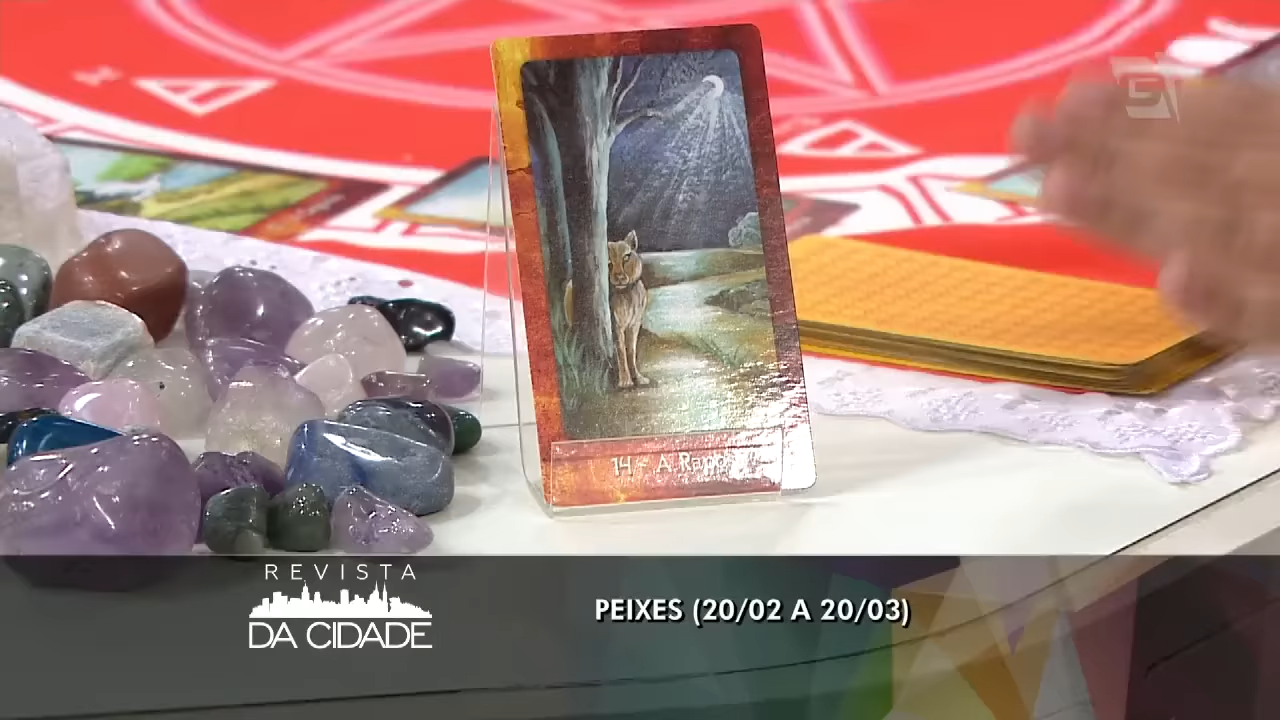 14 - A Raposa
REVISTA
DA CIDADE
PEIXES (20/02 A 20/03)